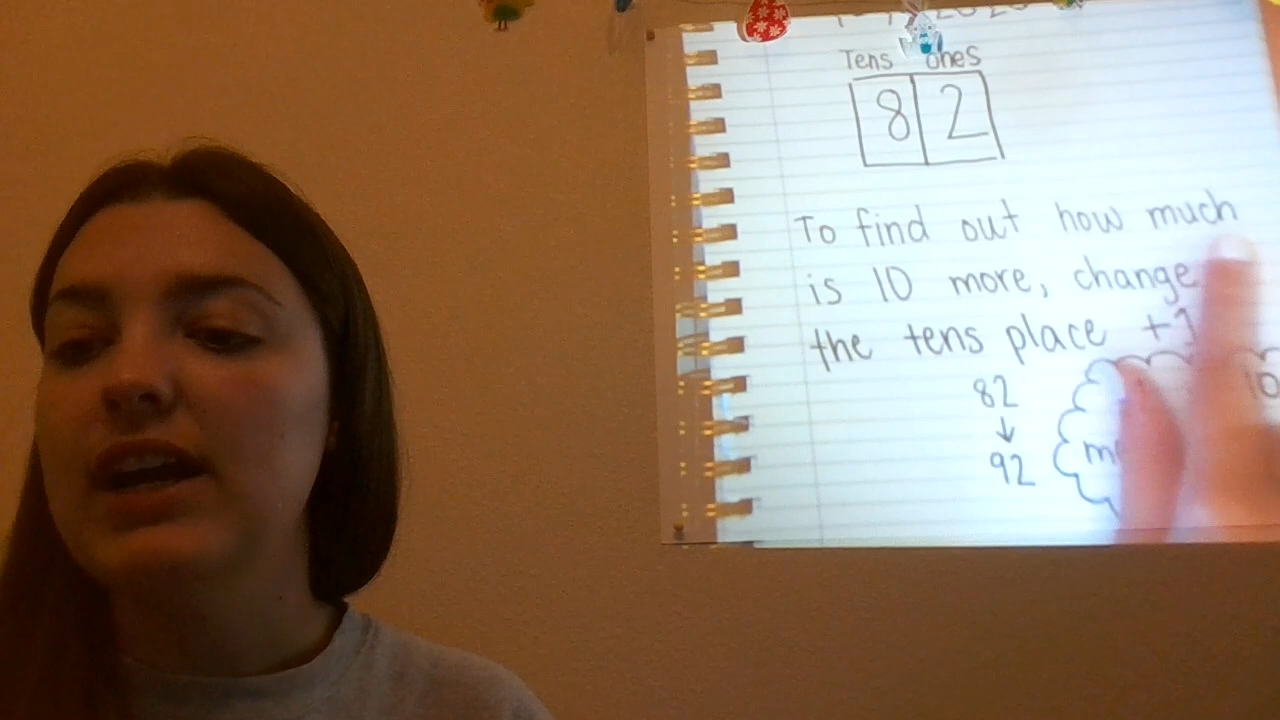 Tens ones
8 2
To find out how much
is 10 more, change
the tens place +1
82
↓
92
10